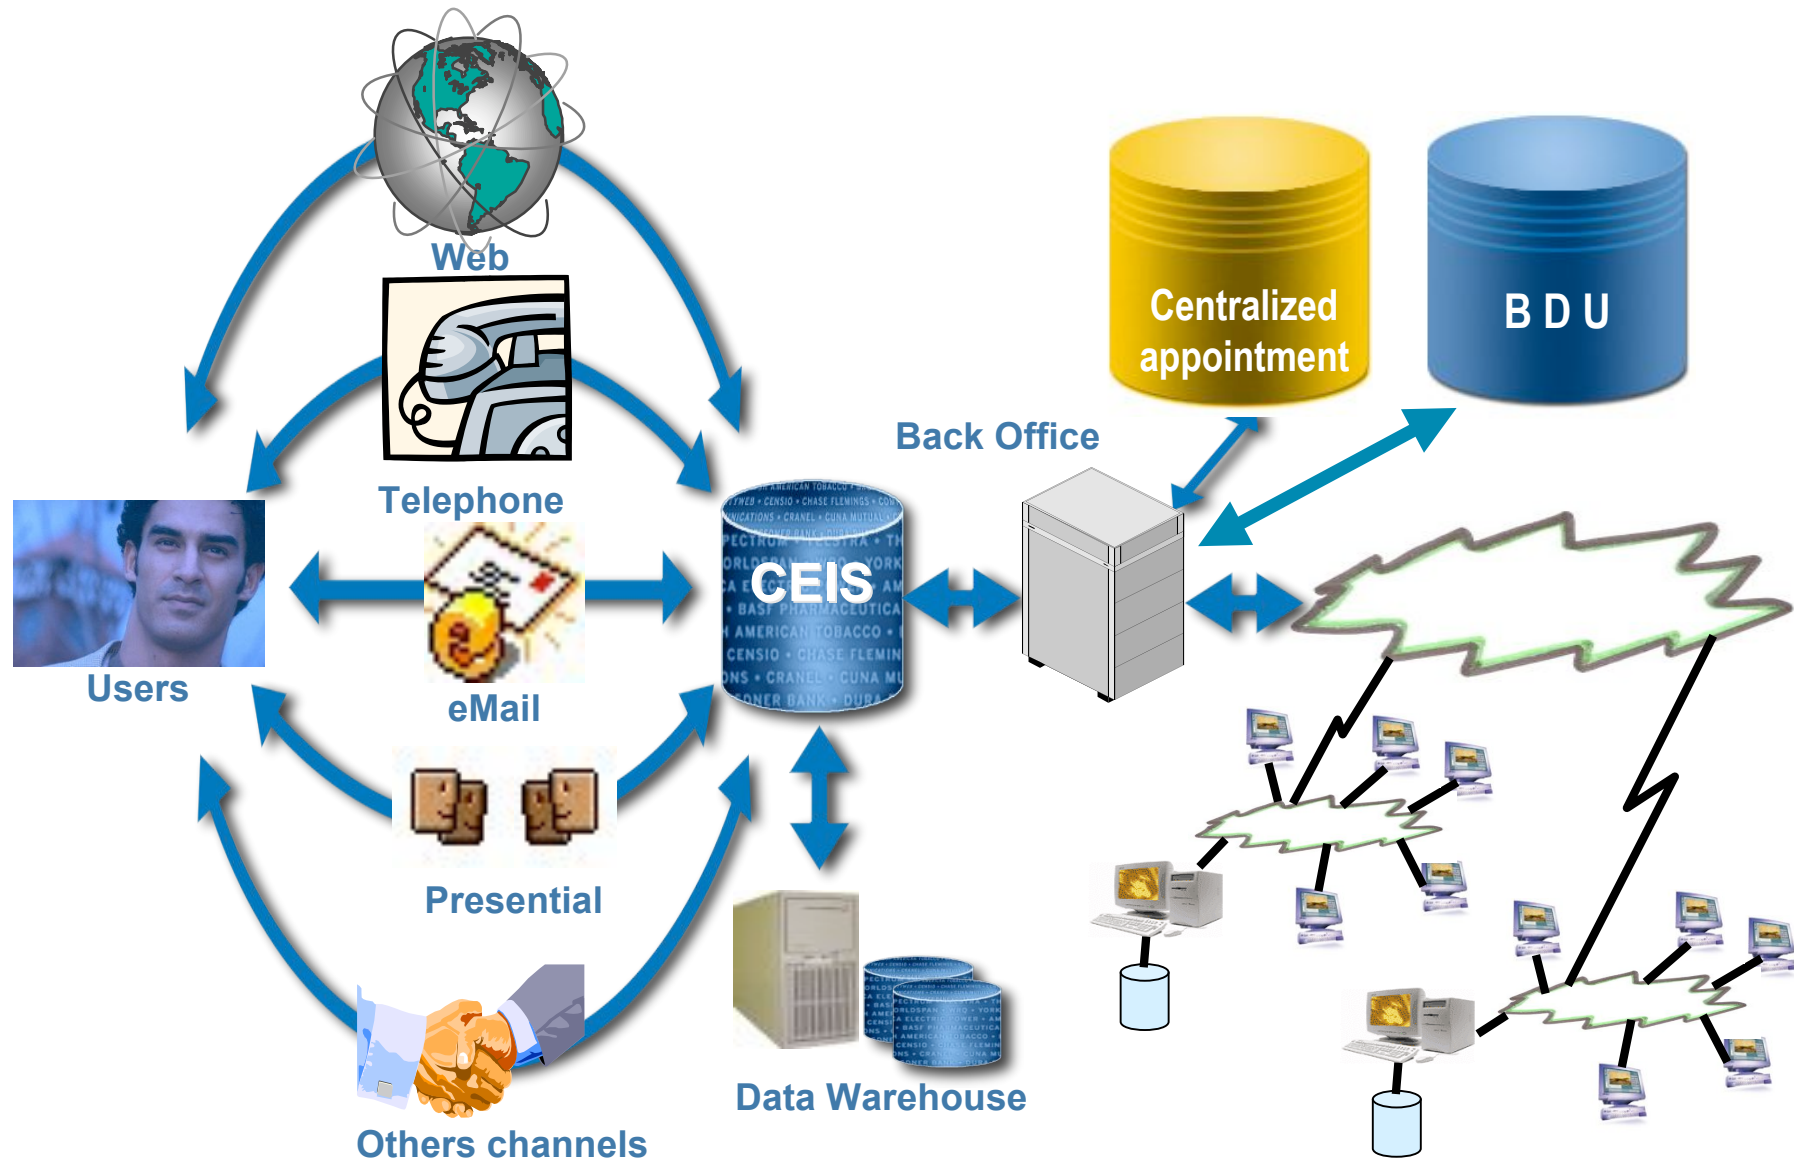 Web
Centralized
appointment
B D U
Back Office
Telephone
CEIS
Users
eMail
Presential
Data Warehouse
Others channels